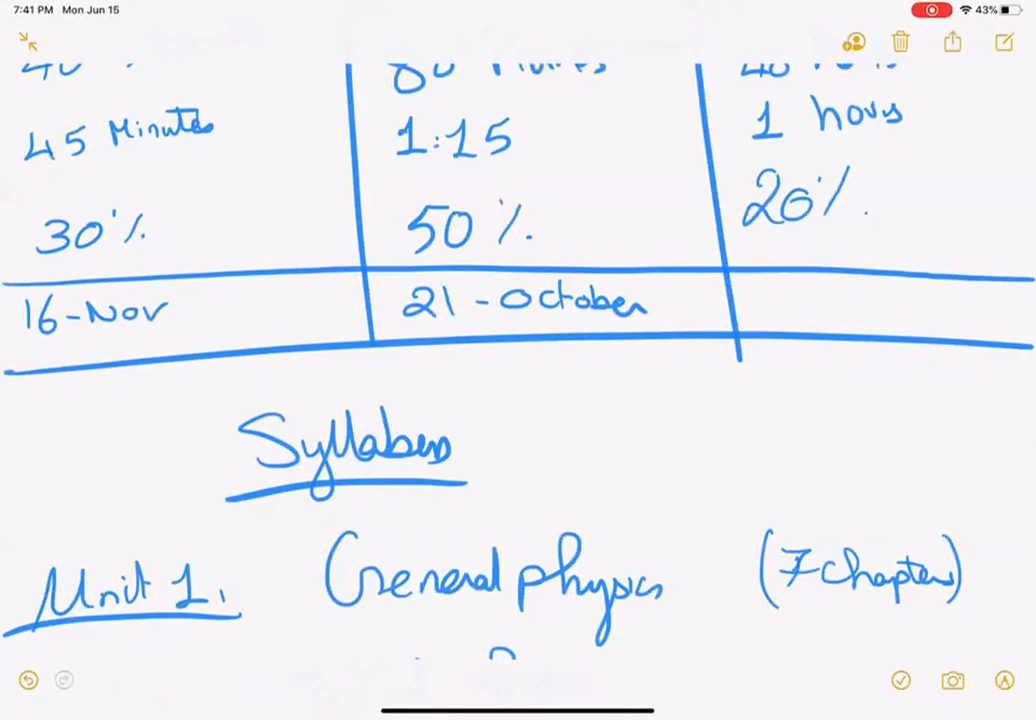 7:41 PM Mon Jun 15 43%
45 Minutes 1:15 1 hours
30% 50% 20%
16-Nov 21-October
Syllabus
Unit 1. General physics (7 chapters)